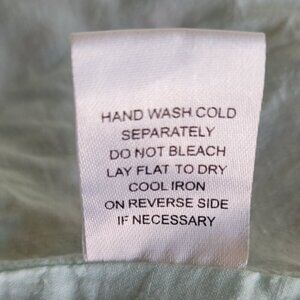 HAND WASH COLD
SEPARATELY
DO NOT BLEACH
LAY FLAT TO DRY
COOL IRON
ON REVERSE SIDE
IF NECESSARY